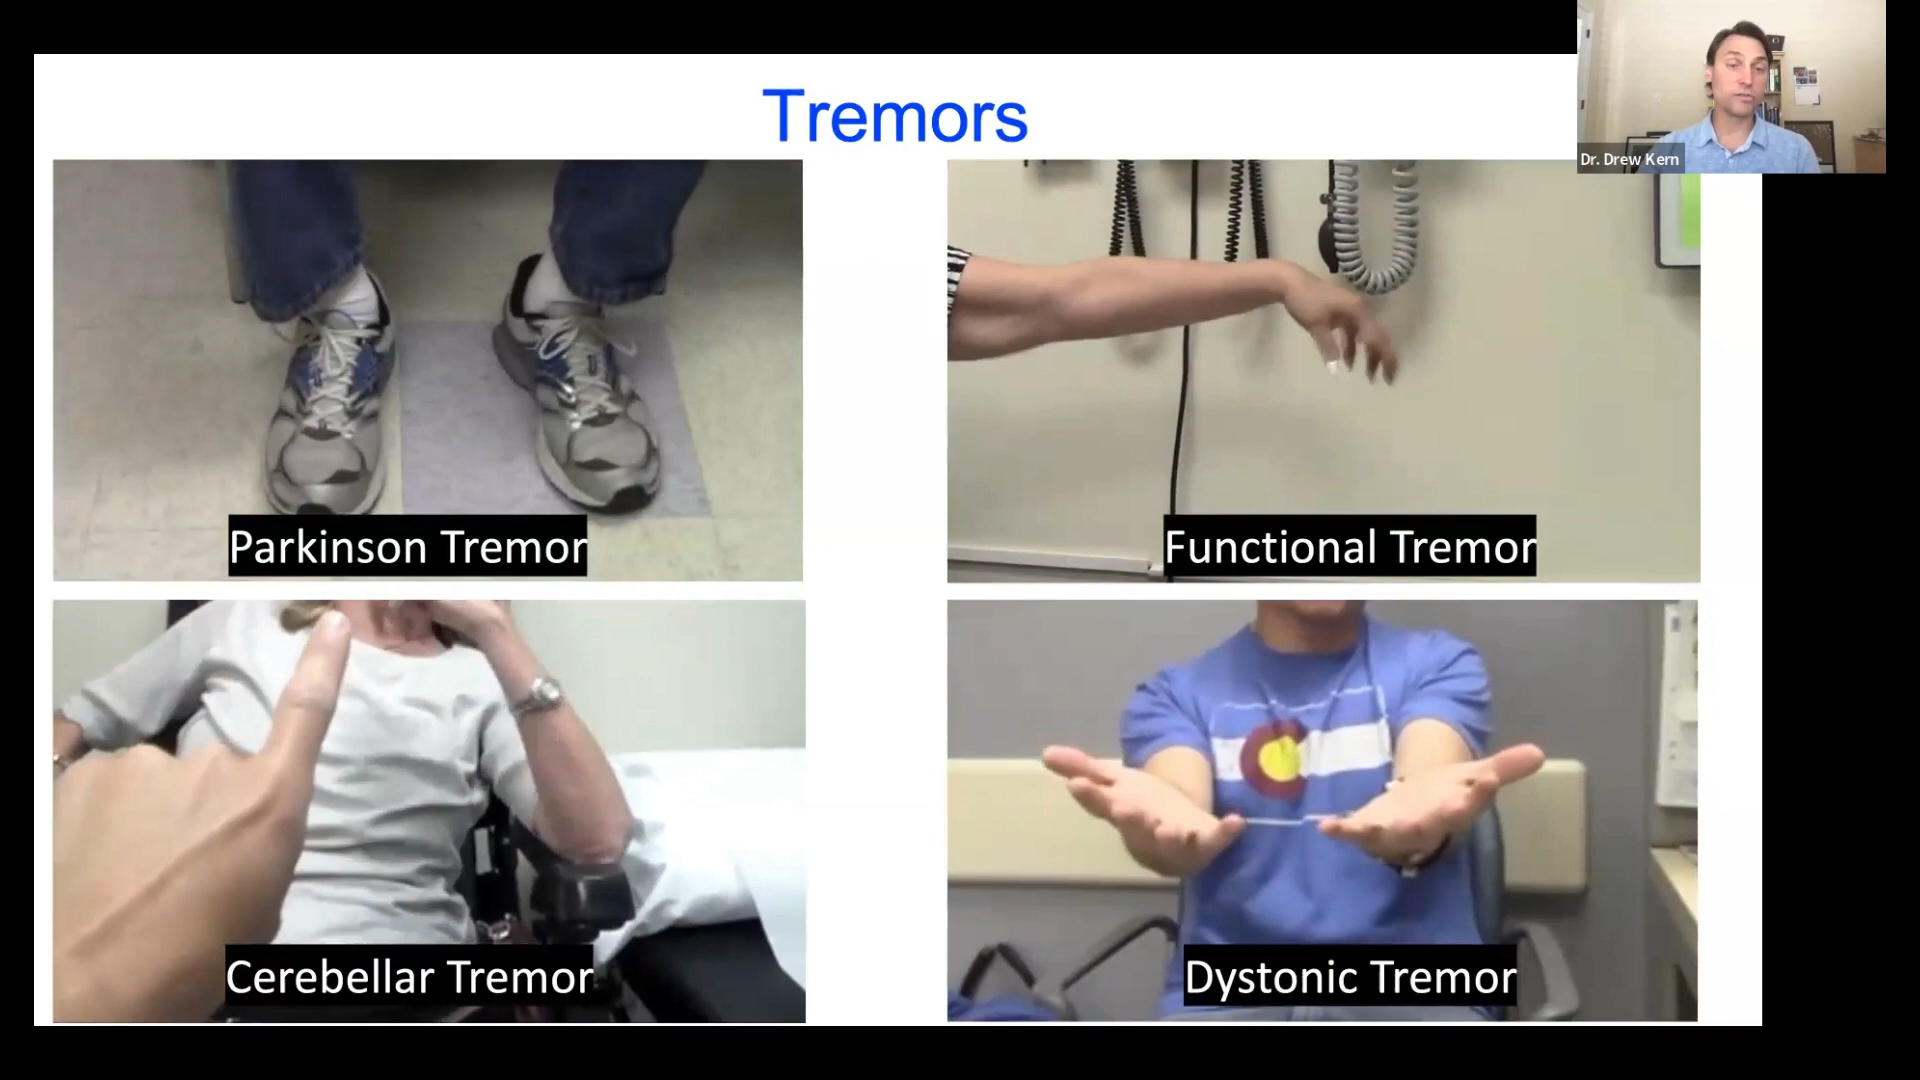 Tremors
Dr. Drew Kern
Parkinson Tremor
Functional Tremor
Cerebellar Tremor
Dystonic Tremor